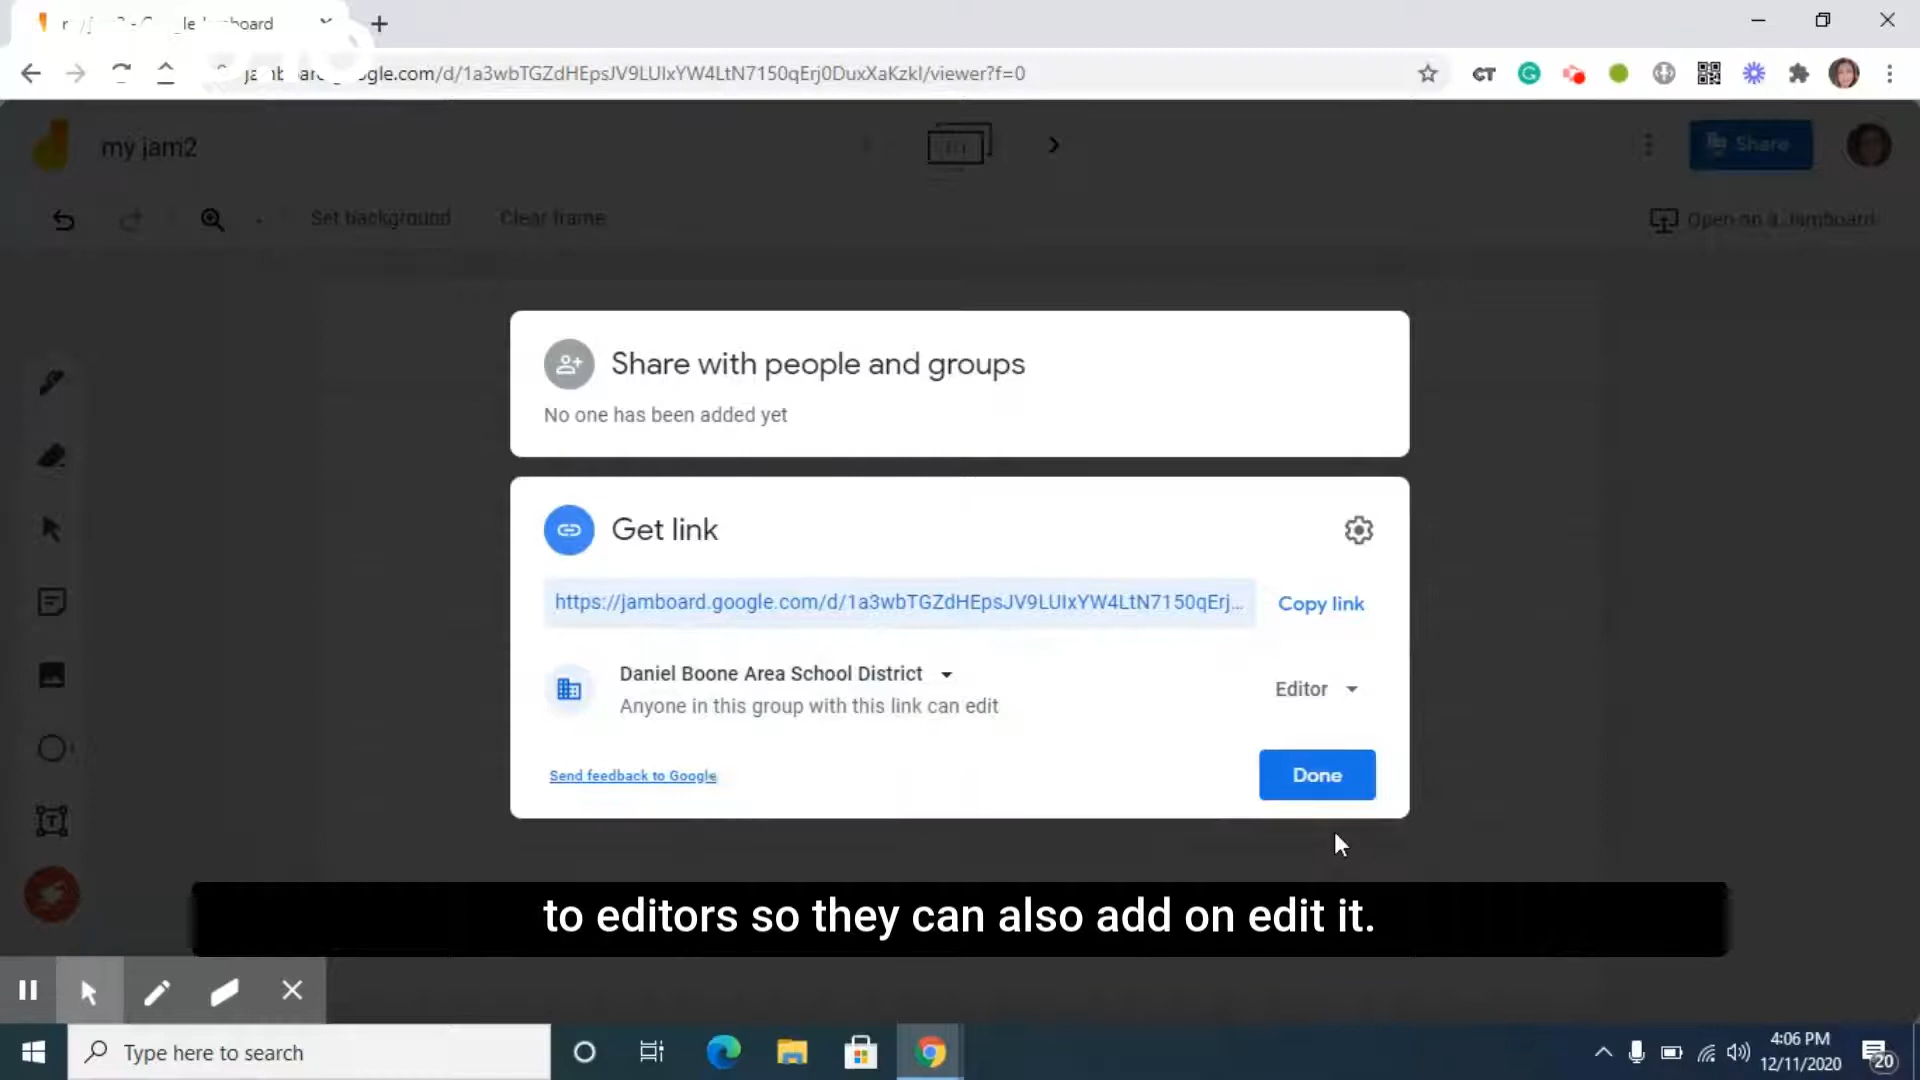 jamboard.google.com/d/1a3wbTGZdHEpsJV9LUIxYW4LtN7150qErj0DuxXaKzkI/viewer?f=0
my jam2
Share
Set background
Clear frame
Open on a Jamboard
Share with people and groups
No one has been added yet
Get link
https://jamboard.google.com/d/1a3wbTGZdHEpsJV9LUIxYW4LtN7150qErj...
Copy link
Daniel Boone Area School District
Anyone in this group with this link can edit
Editor
Send feedback to Google
Done
to editors so they can also add on edit it.
Type here to search
4:06 PM
12/11/2020
20